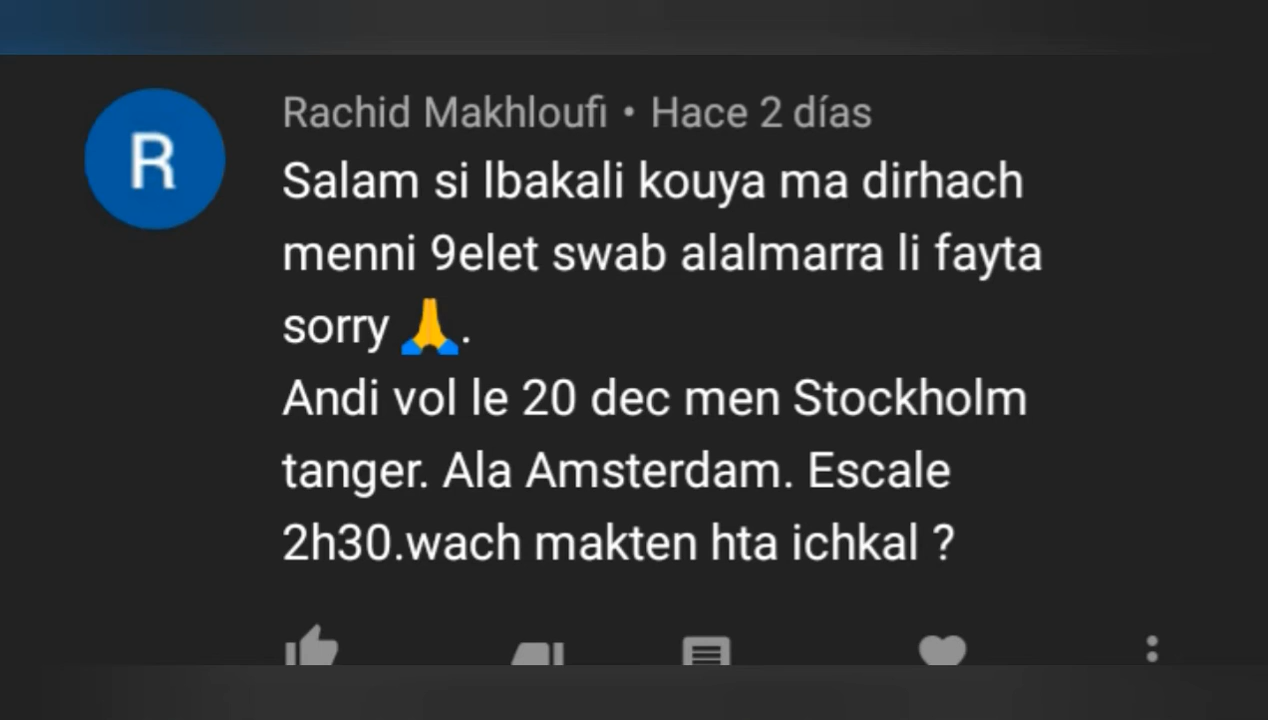 R
Rachid Makhloufi • Hace 2 días
Salam si lbakali kouya ma dirhach
menni 9elet swab alalmarra li fayta
sorry 🙏.
Andi vol le 20 dec men Stockholm
tanger. Ala Amsterdam. Escale
2h30.wach makten hta ichkal ?